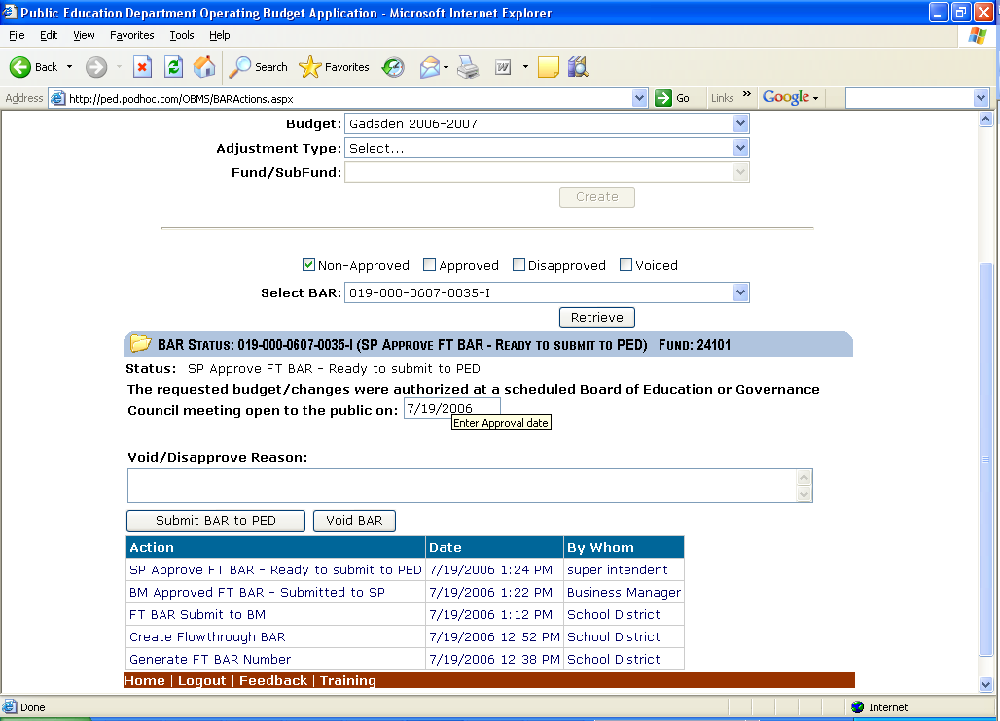 Public Education Department Operating Budget Application - Microsoft Internet Explorer
File Edit View Favorites Tools Help
Back Search Favorites W
Address http://ped.podhoc.com/OBMS/BARActions.aspx Go Links » Google
Budget: Gadsden 2006-2007
Adjustment Type: Select...
Fund/SubFund:
Create
Non-Approved Approved Disapproved Voided
Select BAR: 019-000-0607-0035-I
Retrieve
BAR Status: 019-000-0607-0035-I (SP Approve FT BAR - Ready to submit to PED) Fund: 24101
Status: SP Approve FT BAR - Ready to submit to PED
The requested budget/changes were authorized at a scheduled Board of Education or Governance
Council meeting open to the public on: 7/19/2006
Enter Approval date
Void/Disapprove Reason:
Submit BAR to PED Void BAR
Action Date By Whom
SP Approve FT BAR - Ready to submit to PED 7/19/2006 1:24 PM super intendent
BM Approved FT BAR - Submitted to SP 7/19/2006 1:22 PM Business Manager
FT BAR Submit to BM 7/19/2006 1:12 PM School District
Create Flowthrough BAR 7/19/2006 12:52 PM School District
Generate FT BAR Number 7/19/2006 12:38 PM School District
Home | Logout | Feedback | Training
Done Internet